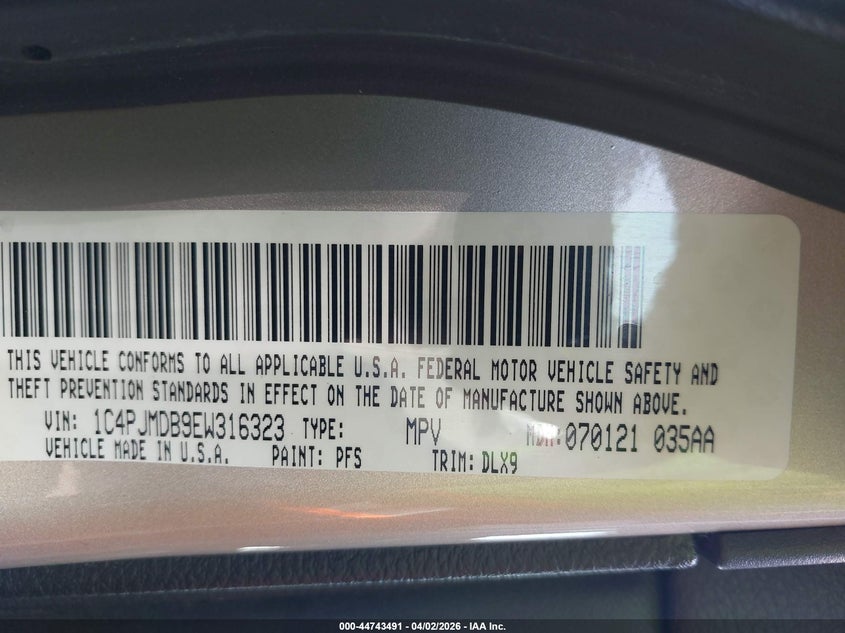 THIS VEHICLE CONFORMS TO ALL APPLICABLE U.S.A. FEDERAL MOTOR VEHICLE SAFETY AND
THEFT PREVENTION STANDARDS IN EFFECT ON THE DATE OF MANUFACTURE SHOWN ABOVE.
VIN: 1C4PJMDB9EW316323 TYPE: MPV MDH:070121 035AA
VEHICLE MADE IN U.S.A. PAINT: PFS TRIM: DLX9
000-44743491 - 04/02/2026 - IAA Inc.